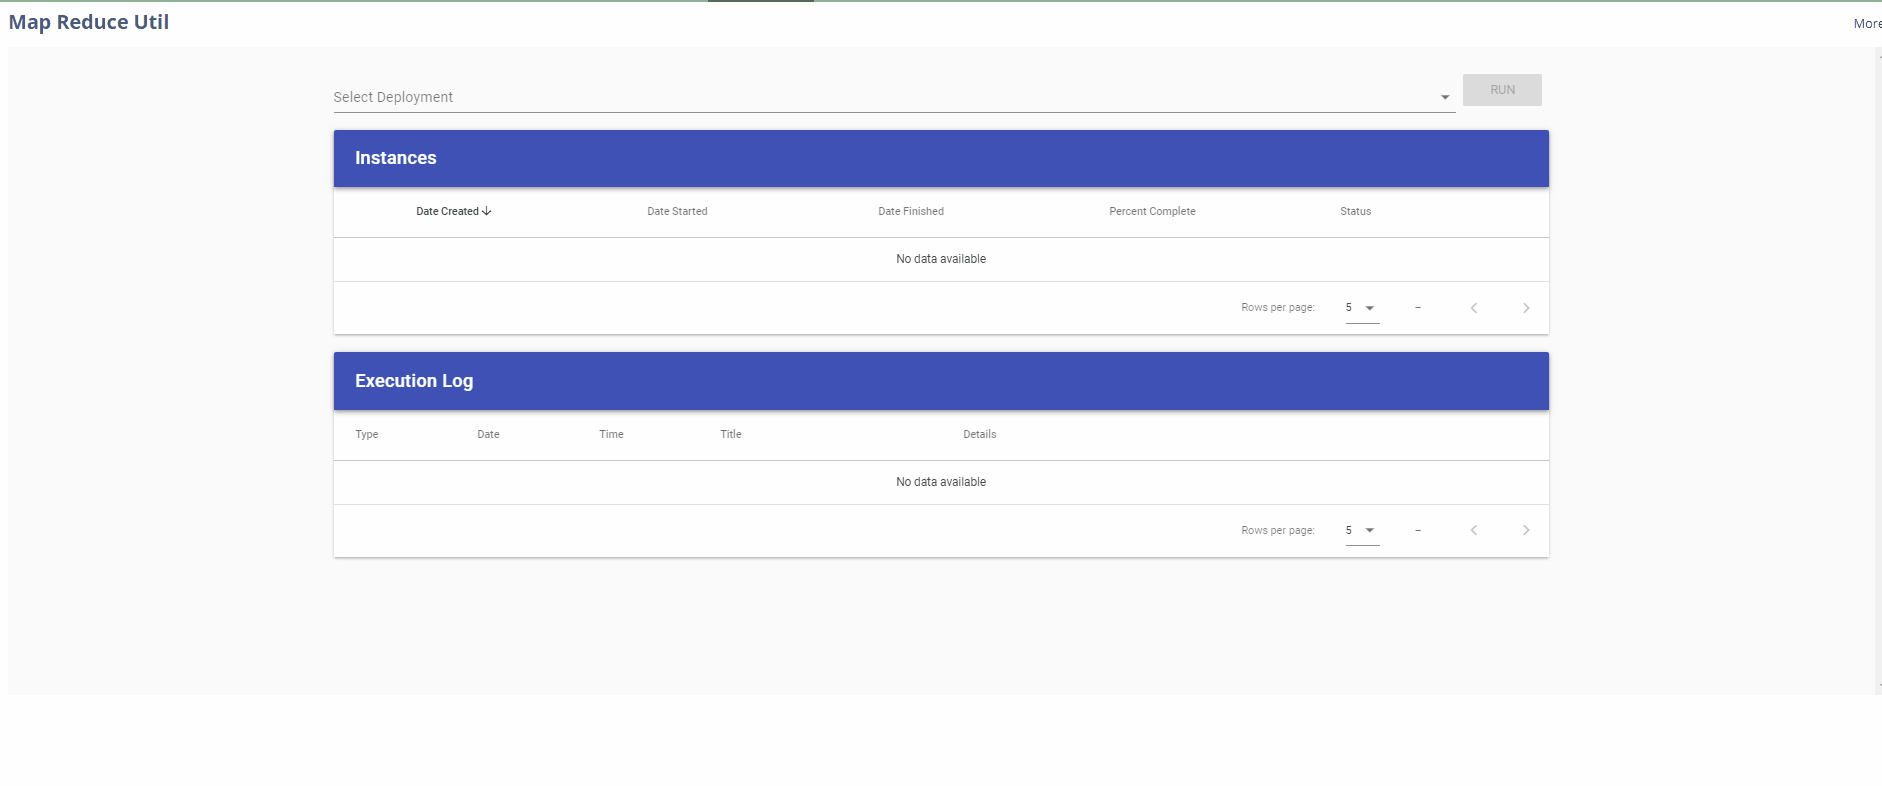 Map Reduce Util
More
Select Deployment
RUN
Instances
Date Created Date Started Date Finished Percent Complete Status
No data available
Rows per page: 5 –
Execution Log
Type Date Time Title Details
No data available
Rows per page: 5 –